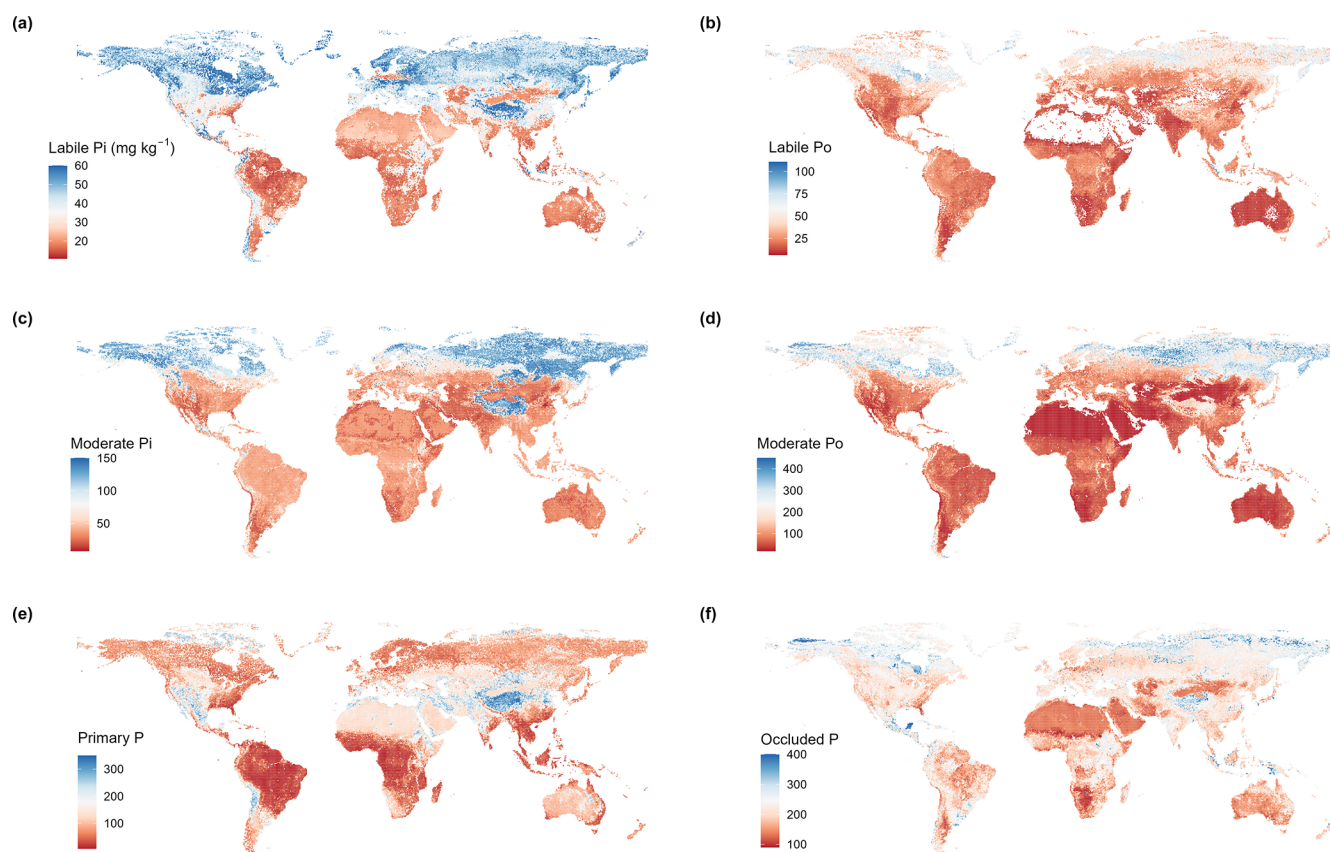 (a)
Labile Pi (mg kg⁻¹)
60
50
40
30
20
(b)
Labile Po
100
75
50
25
(c)
Moderate Pi
150
100
50
(d)
Moderate Po
400
300
200
100
(e)
Primary P
300
200
100
(f)
Occluded P
400
300
200
100